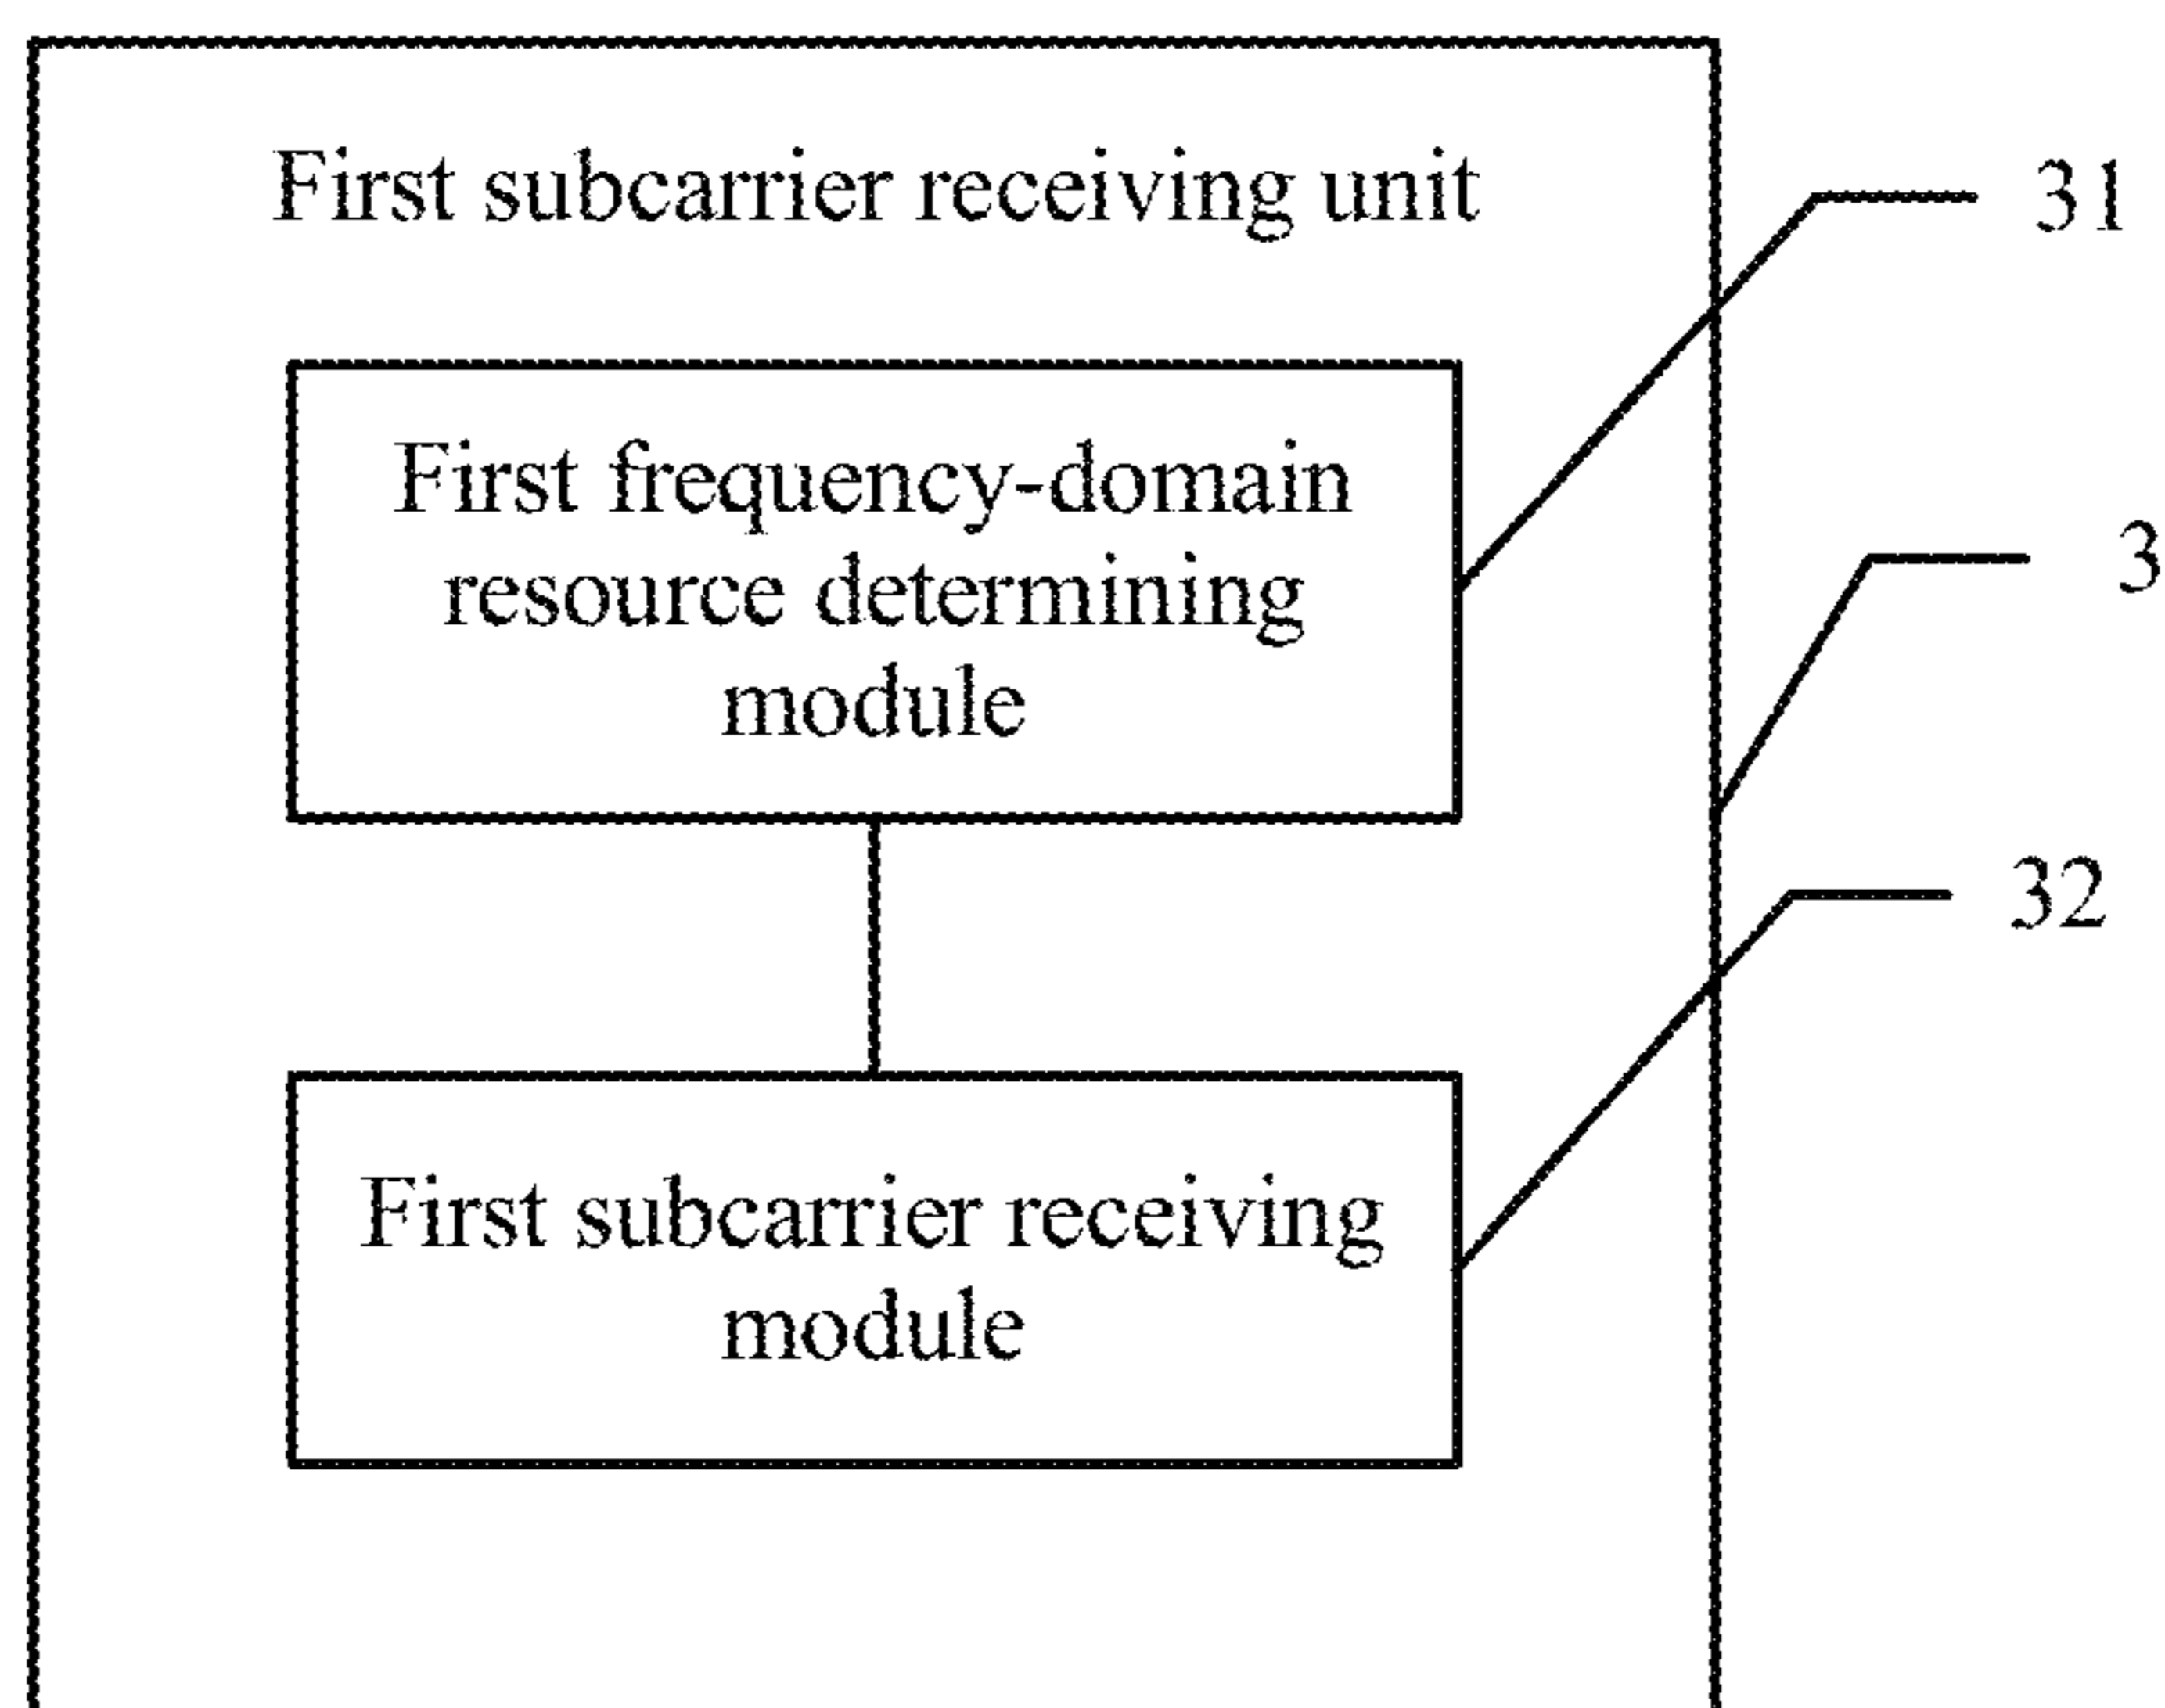 First subcarrier receiving unit
31
First frequency-domain
resource determining
module
3
32
First subcarrier receiving
module